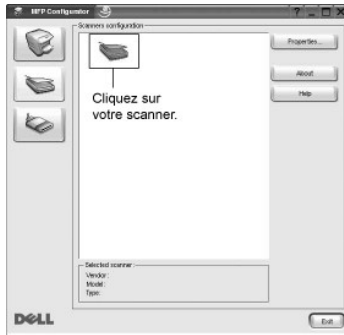 MFP Configurator
Scanners configuration
Properties...
About
Help
Cliquez sur
votre scanner.
Selected scanner
Vendor:
Model:
Type:
DELL
Exit